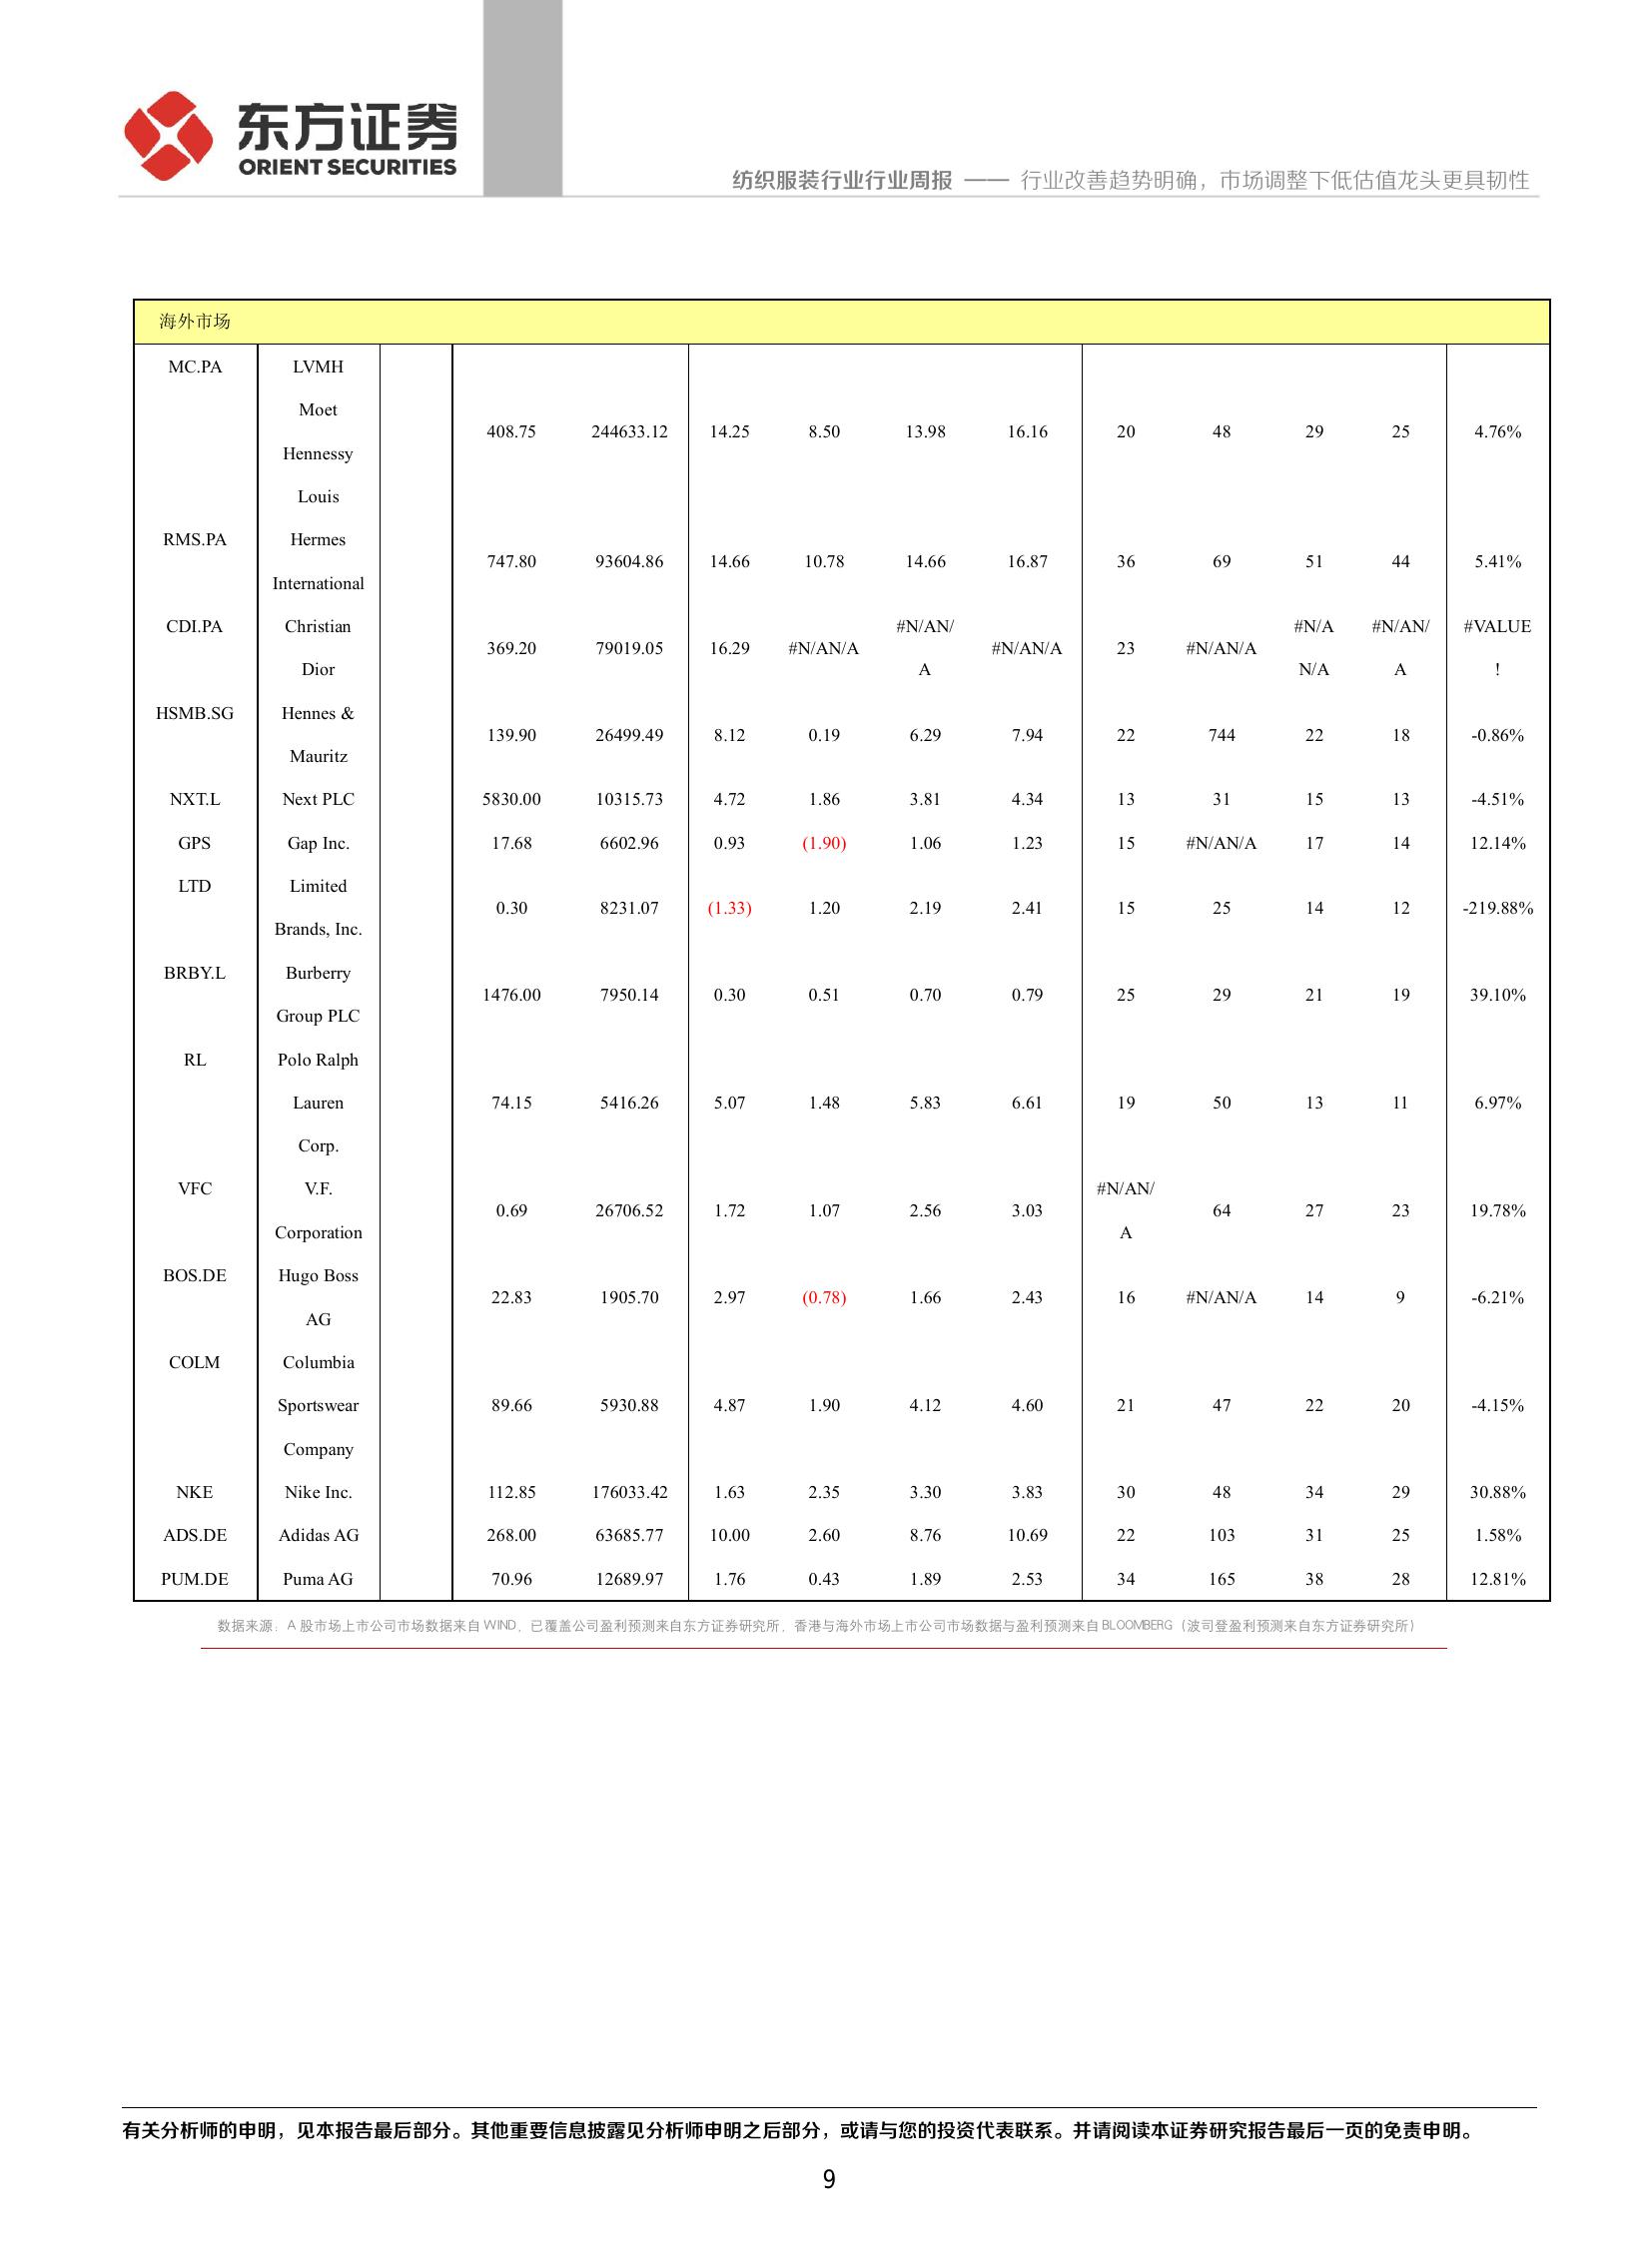 东方证券
ORIENT SECURITIES
纺织服装行业行业周报 —— 行业改善趋势明确，市场调整下低估值龙头更具韧性
海外市场
MC.PA LVMH Moet Hennessy Louis 408.75 244633.12 14.25 8.50 13.98 16.16 20 48 29 25 4.76%
RMS.PA Hermes International 747.80 93604.86 14.66 10.78 14.66 16.87 36 69 51 44 5.41%
CDI.PA Christian Dior 369.20 79019.05 16.29 #N/AN/A #N/AN/A #N/AN/A 23 #N/AN/A #N/A N/A #N/AN/A #VALUE!
HSMB.SG Hennes & Mauritz 139.90 26499.49 8.12 0.19 6.29 7.94 22 744 22 18 -0.86%
NXT.L Next PLC 5830.00 10315.73 4.72 1.86 3.81 4.34 13 31 15 13 -4.51%
GPS Gap Inc. 17.68 6602.96 0.93 (1.90) 1.06 1.23 15 #N/AN/A 17 14 12.14%
LTD Limited Brands, Inc. 0.30 8231.07 (1.33) 1.20 2.19 2.41 15 25 14 12 -219.88%
BRBY.L Burberry Group PLC 1476.00 7950.14 0.30 0.51 0.70 0.79 25 29 21 19 39.10%
RL Polo Ralph Lauren Corp. 74.15 5416.26 5.07 1.48 5.83 6.61 19 50 13 11 6.97%
VFC V.F. Corporation 0.69 26706.52 1.72 1.07 2.56 3.03 #N/AN/A 64 27 23 19.78%
BOS.DE Hugo Boss AG 22.83 1905.70 2.97 (0.78) 1.66 2.43 16 #N/AN/A 14 9 -6.21%
COLM Columbia Sportswear Company 89.66 5930.88 4.87 1.90 4.12 4.60 21 47 22 20 -4.15%
NKE Nike Inc. 112.85 176033.42 1.63 2.35 3.30 3.83 30 48 34 29 30.88%
ADS.DE Adidas AG 268.00 63685.77 10.00 2.60 8.76 10.69 22 103 31 25 1.58%
PUM.DE Puma AG 70.96 12689.97 1.76 0.43 1.89 2.53 34 165 38 28 12.81%
数据来源：A 股市场上市公司市场数据来自 WIND，已覆盖公司盈利预测来自东方证券研究所，香港与海外市场上市公司市场数据与盈利预测来自 BLOOMBERG（波司登盈利预测来自东方证券研究所）
有关分析师的申明，见本报告最后部分。其他重要信息披露见分析师申明之后部分，或请与您的投资代表联系。并请阅读本证券研究报告最后一页的免责申明。
9